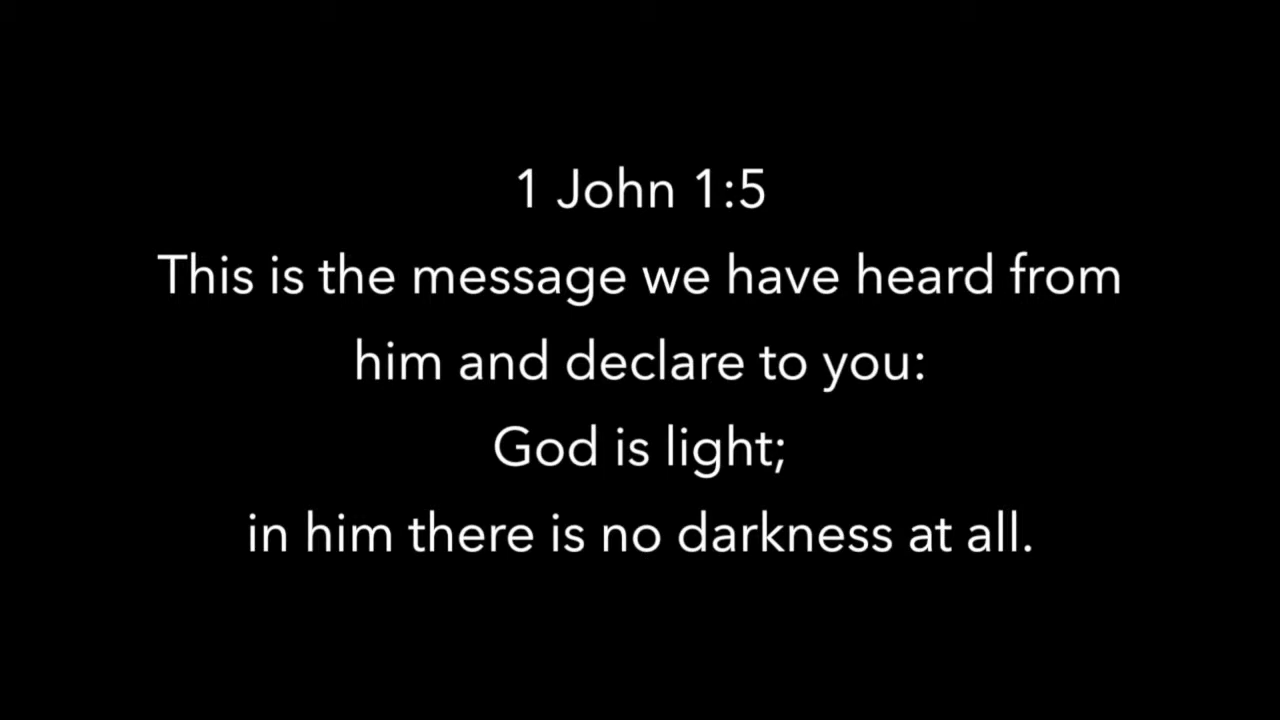 1 John 1:5
This is the message we have heard from
him and declare to you:
God is light;
in him there is no darkness at all.